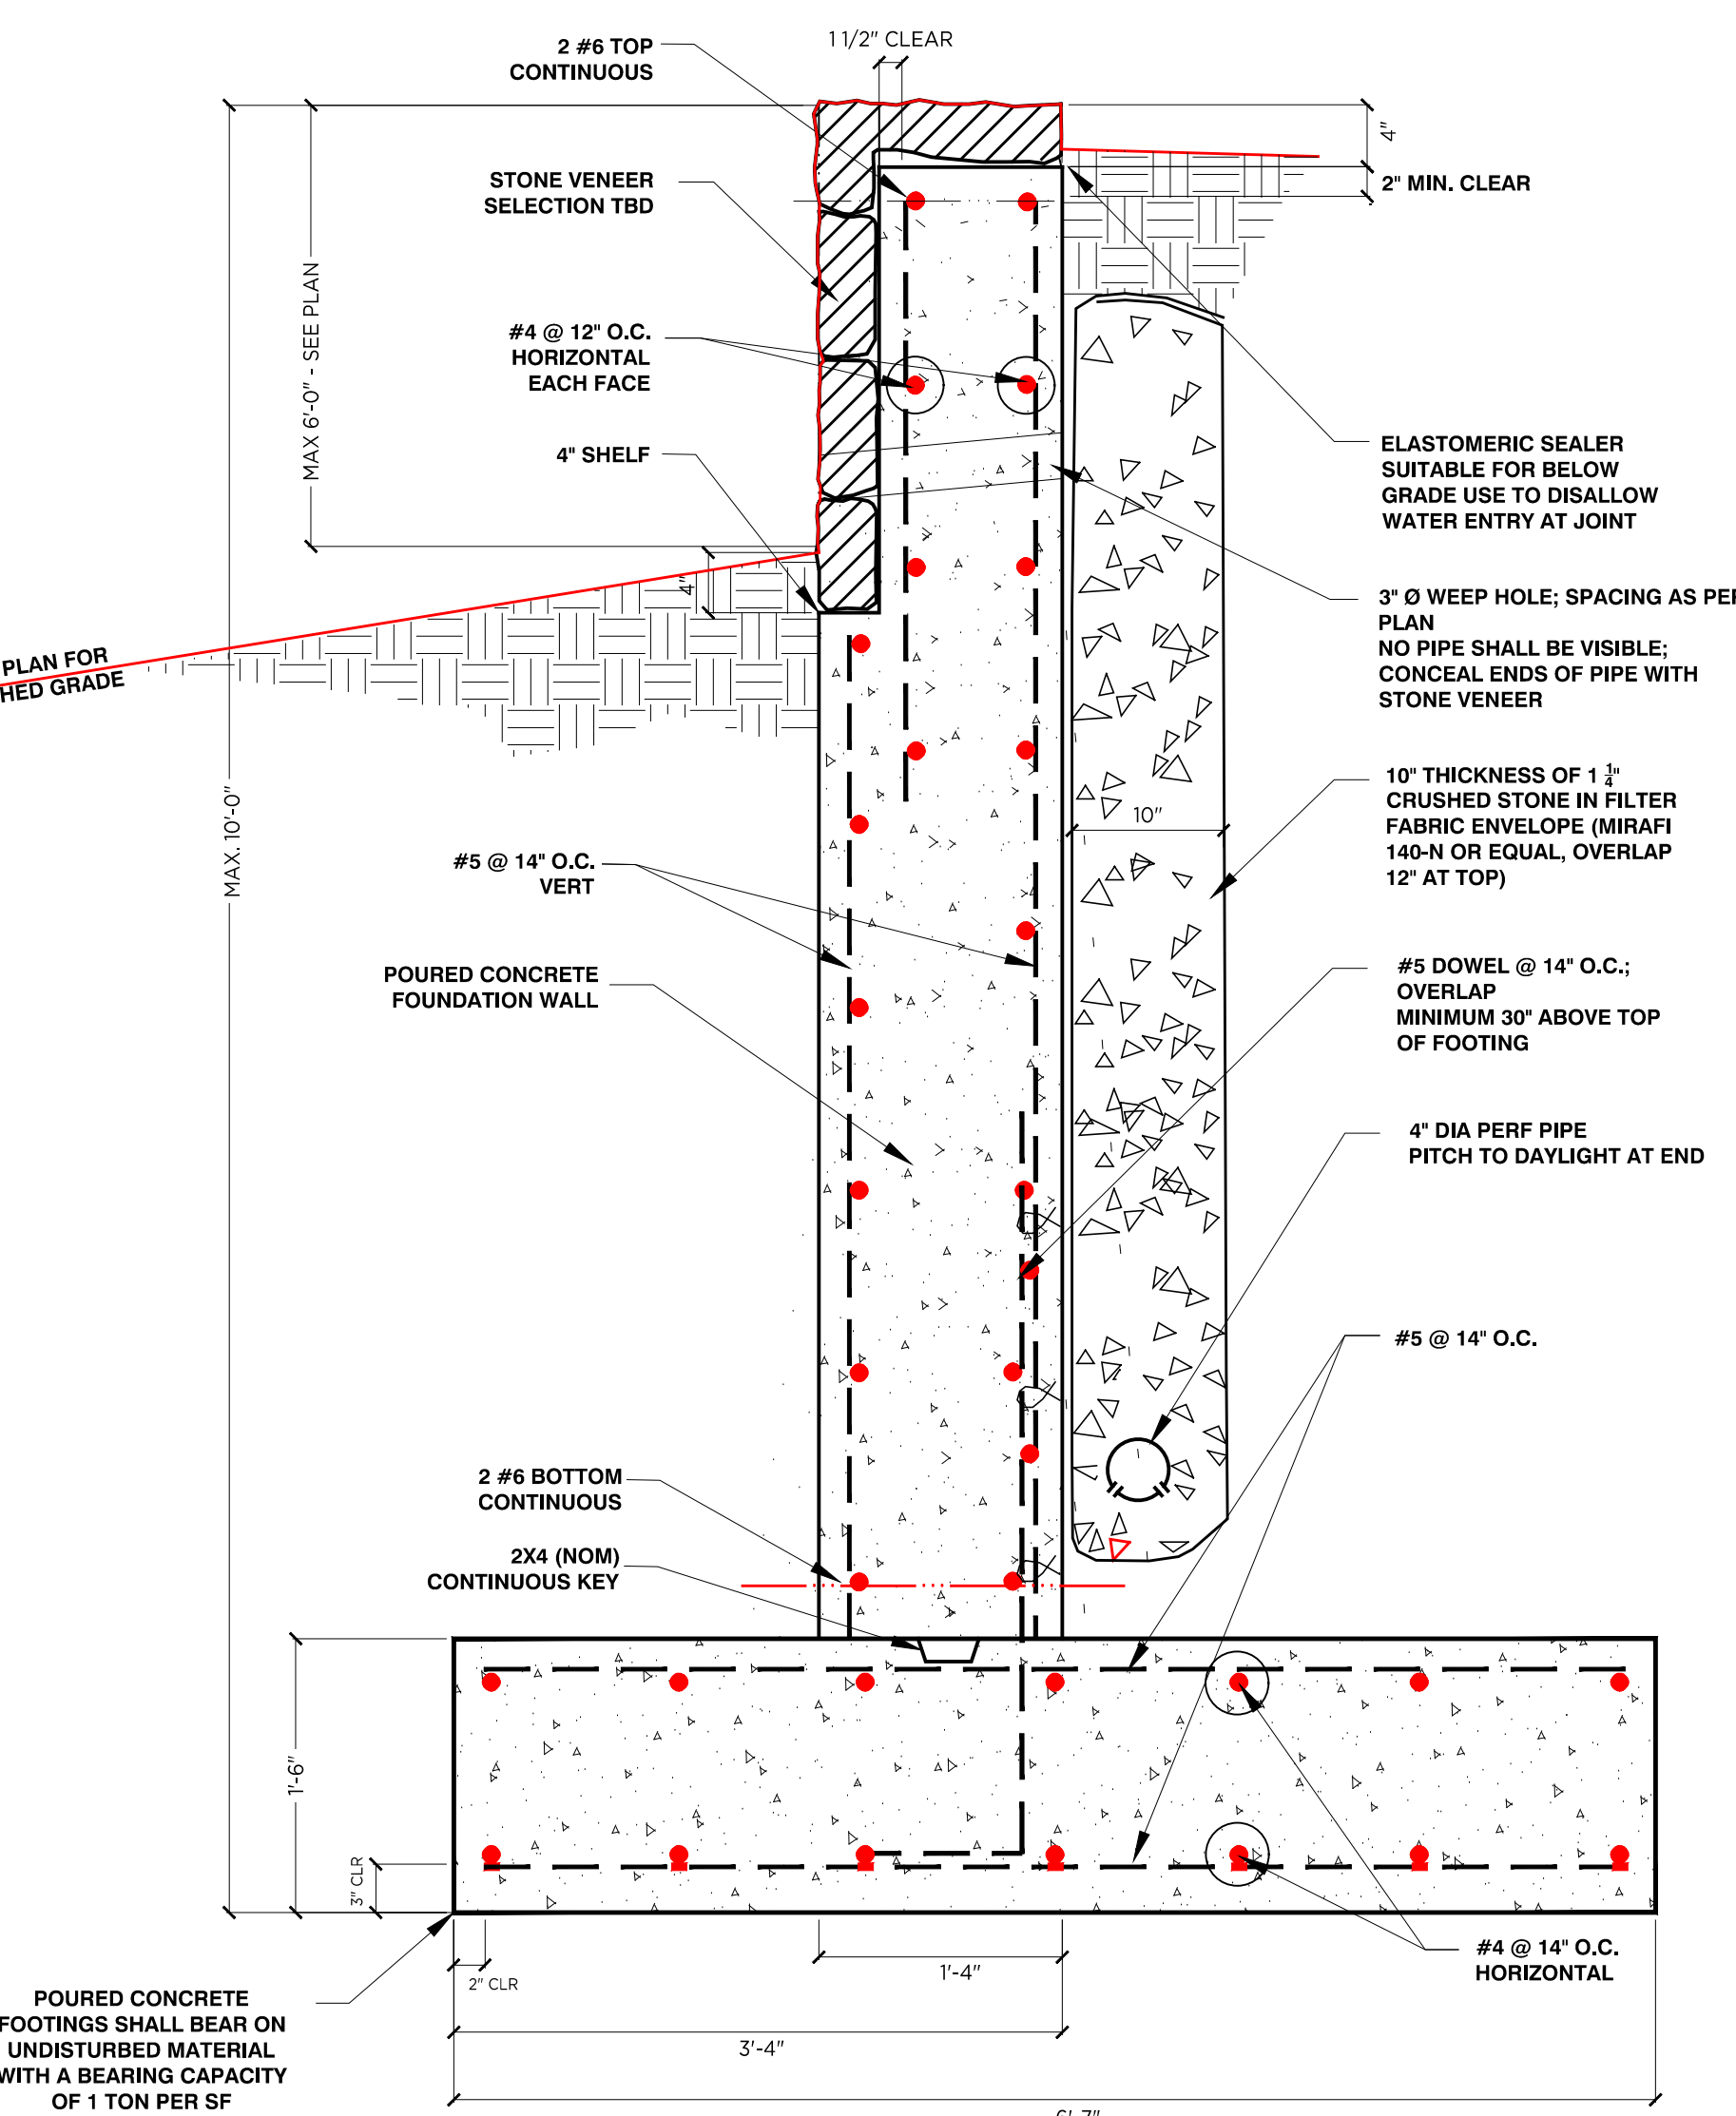 2 #6 TOP
CONTINUOUS
1 1/2" CLEAR
4"
2" MIN. CLEAR
STONE VENEER
SELECTION TBD
MAX 6'-0" - SEE PLAN
#4 @ 12" O.C.
HORIZONTAL
EACH FACE
4" SHELF
ELASTOMERIC SEALER
SUITABLE FOR BELOW
GRADE USE TO DISALLOW
WATER ENTRY AT JOINT
4"
3" Ø WEEP HOLE; SPACING AS PER
PLAN
NO PIPE SHALL BE VISIBLE;
CONCEAL ENDS OF PIPE WITH
STONE VENEER
PLAN FOR
HED GRADE
MAX. 10'-0"
10" THICKNESS OF 1 1/4"
CRUSHED STONE IN FILTER
FABRIC ENVELOPE (MIRAFI
140-N OR EQUAL, OVERLAP
12" AT TOP)
10"
#5 @ 14" O.C.
VERT
POURED CONCRETE
FOUNDATION WALL
#5 DOWEL @ 14" O.C.;
OVERLAP
MINIMUM 30" ABOVE TOP
OF FOOTING
4" DIA PERF PIPE
PITCH TO DAYLIGHT AT END
#5 @ 14" O.C.
2 #6 BOTTOM
CONTINUOUS
2X4 (NOM)
CONTINUOUS KEY
1'-6"
3" CLR
2" CLR
1'-4"
#4 @ 14" O.C.
HORIZONTAL
POURED CONCRETE
FOOTINGS SHALL BEAR ON
UNDISTURBED MATERIAL
WITH A BEARING CAPACITY
OF 1 TON PER SF
3'-4"
6'-7"